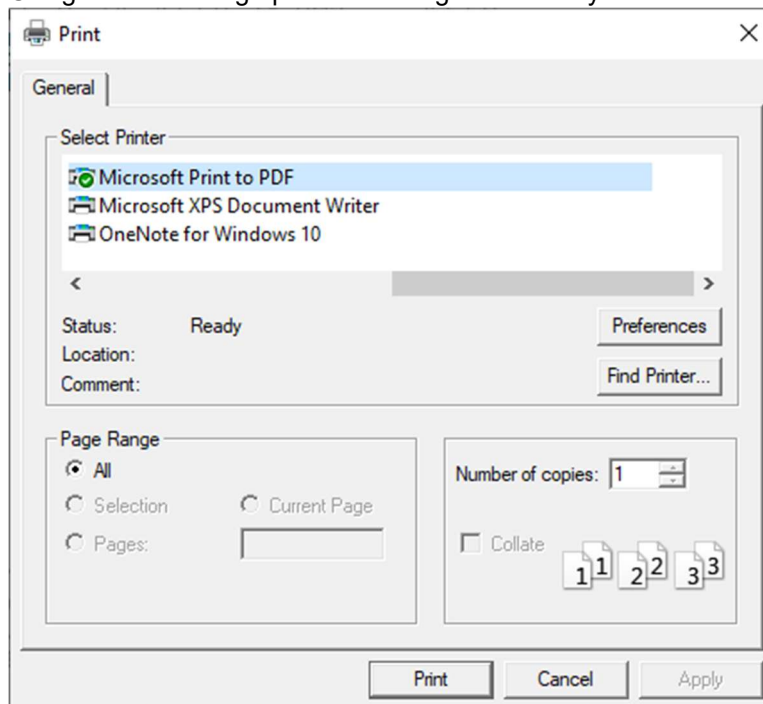 Print
General
Select Printer
Microsoft Print to PDF
Microsoft XPS Document Writer
OneNote for Windows 10
Status: Ready
Preferences
Location:
Comment:
Find Printer...
Page Range
All
Selection Current Page
Pages:
Number of copies: 1
Collate
1 1 2 2 3 3
Print Cancel Apply